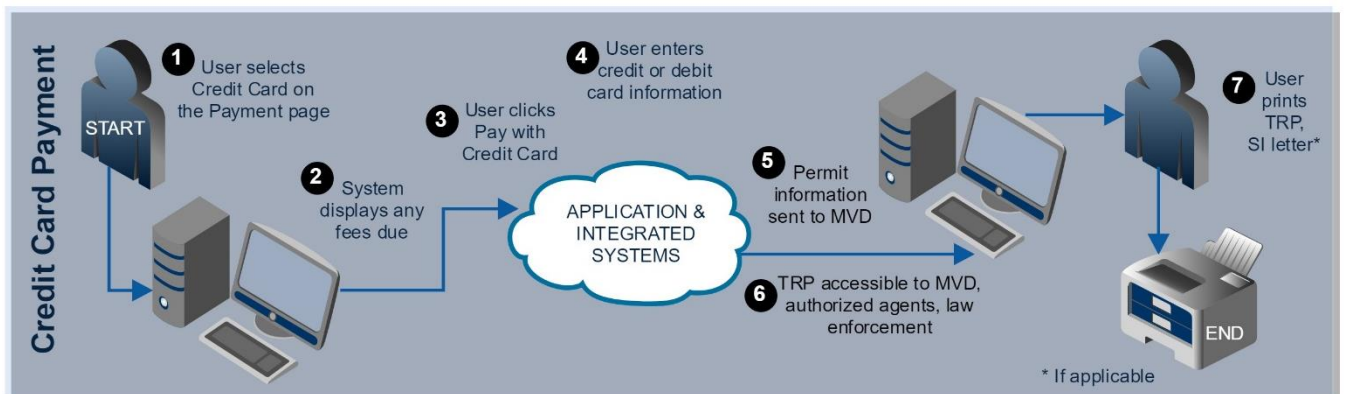 Credit Card Payment
START
1
User selects
Credit Card on
the Payment page
2
System
displays any
fees due
3
User clicks
Pay with
Credit Card
4
User enters
credit or debit
card information
APPLICATION &
INTEGRATED
SYSTEMS
5
Permit
information
sent to MVD
6
TRP accessible to MVD,
authorized agents, law
enforcement
7
User
prints
TRP,
SI letter*
END
* If applicable